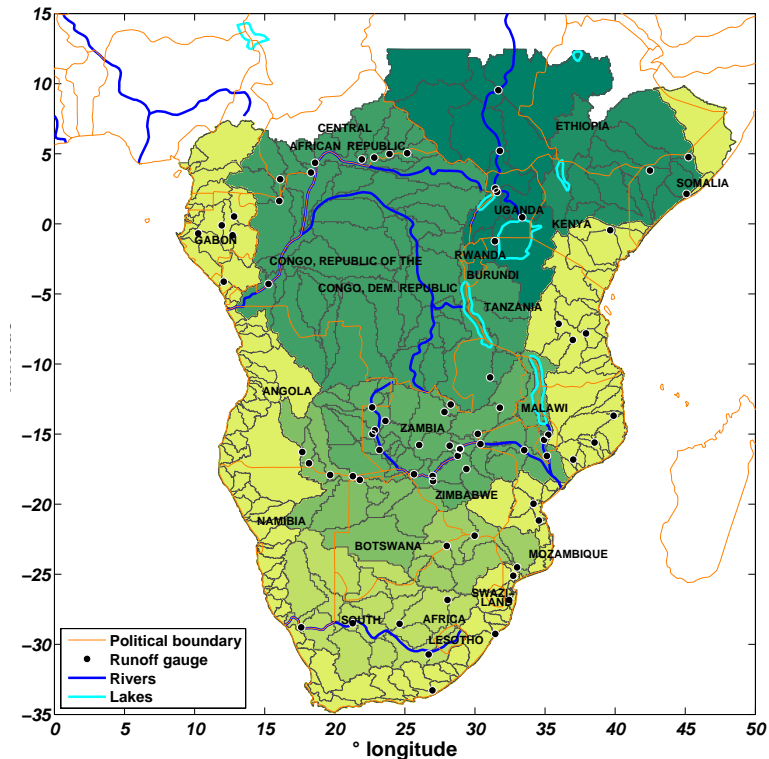 15
10
5
0
−5
−10
−15
−20
−25
−30
−35
CENTRAL
AFRICAN REPUBLIC
ETHIOPIA
SOMALIA
UGANDA
KENYA
GABON
RWANDA
CONGO, REPUBLIC OF THE
BURUNDI
CONGO, DEM. REPUBLIC
TANZANIA
ANGOLA
MALAWI
ZAMBIA
ZIMBABWE
NAMIBIA
BOTSWANA
MOZAMBIQUE
SWAZI-
LAND
SOUTH AFRICA
LESOTHO
Political boundary
Runoff gauge
Rivers
Lakes
0 5 10 15 20 25 30 35 40 45 50
° longitude